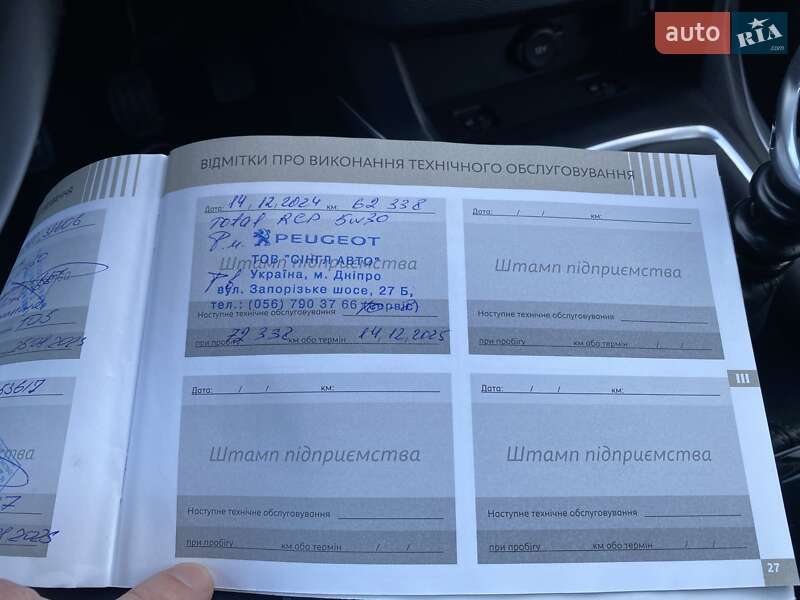 auto RIA .com
ВІДМІТКИ ПРО ВИКОНАННЯ ТЕХНІЧНОГО ОБСЛУГОВУВАННЯ
Дата: 14, 12, 2024 км: 62 338
Total RCP 5w30
Ф.м. PEUGEOT
ТОВ "СІНГЛ АВТО"
Штамп підприємства
Україна, м. Дніпро
вул. Запорізьке шосе, 27 Б,
тел.: (056) 790 37 66 (сервіс)
Наступне технічне обслуговування
при пробігу 72 338 км або термін 14, 12, 2025
Дата: / / км:
Штамп підприємства
Наступне технічне обслуговування
при пробігу км або термін / /
III
Дата: / / км:
Штамп підприємства
Наступне технічне обслуговування
при пробігу км або термін / /
Дата: / / км:
Штамп підприємства
Наступне технічне обслуговування
при пробігу км або термін / /
27
53617